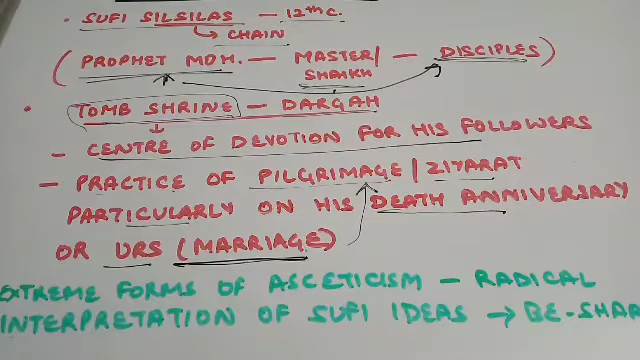 • SUFI SILSILAS – 12th C.
↳ CHAIN
( PROPHET MDH. – MASTER/ – DISCIPLES )
SHAIKH
• TOMB SHRINE – DARGAH
– CENTRE OF DEVOTION FOR HIS FOLLOWERS
– PRACTICE OF PILGRIMAGE / ZIYARAT
PARTICULARLY ON HIS DEATH ANNIVERSARY
OR URS (MARRIAGE)
EXTREME FORMS OF ASCETICISM – RADICAL
INTERPRETATION OF SUFI IDEAS → BE-SHAR